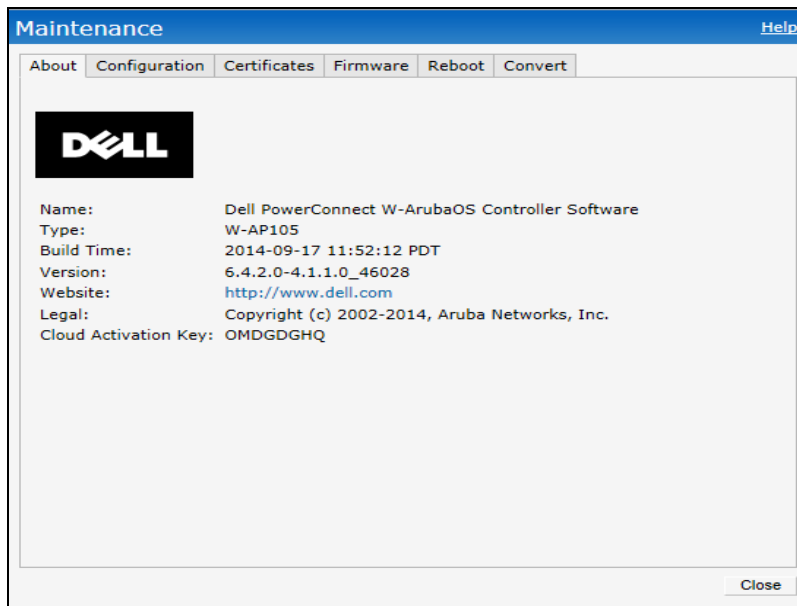 Maintenance Help
About Configuration Certificates Firmware Reboot Convert
DELL
Name: Dell PowerConnect W-ArubaOS Controller Software
Type: W-AP105
Build Time: 2014-09-17 11:52:12 PDT
Version: 6.4.2.0-4.1.1.0_46028
Website: http://www.dell.com
Legal: Copyright (c) 2002-2014, Aruba Networks, Inc.
Cloud Activation Key: OMDGDGHQ
Close